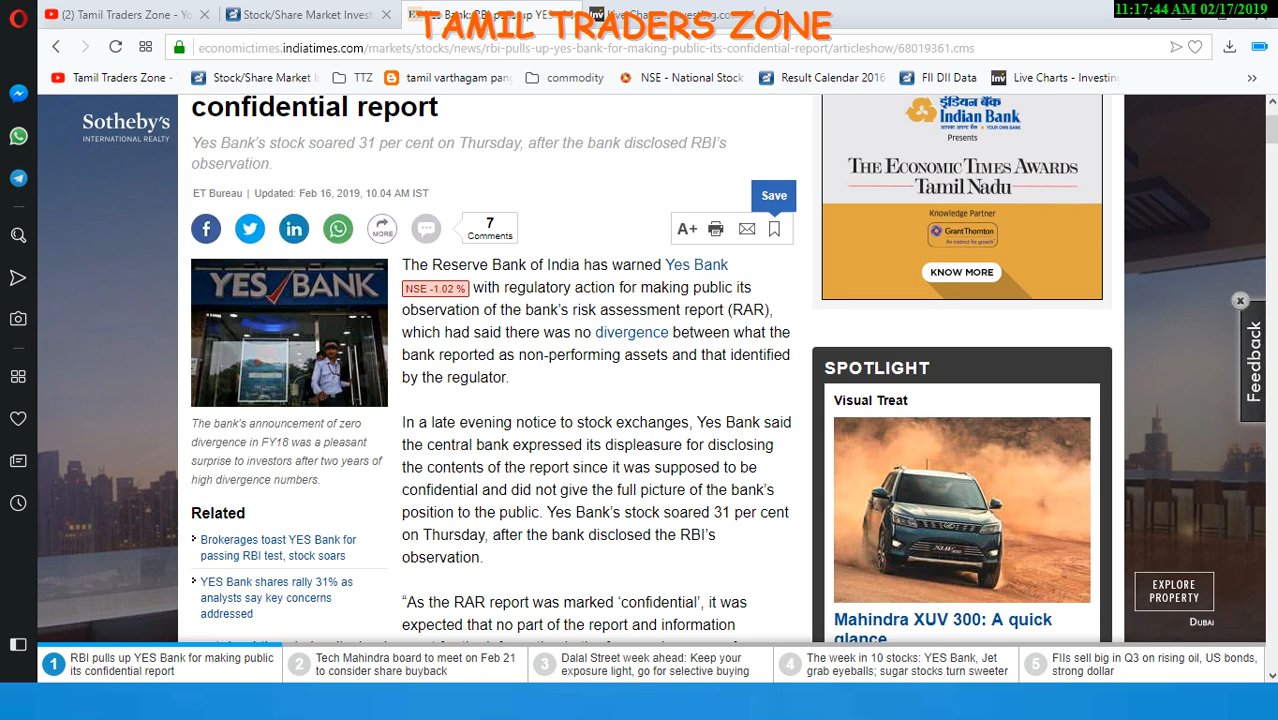 11:17:44 AM 02/17/2019
(2) Tamil Traders Zone - Yo
Stock/Share Market Investi
Live Charts - Investing.com
TAMIL TRADERS ZONE
economictimes.indiatimes.com/markets/stocks/news/rbi-pulls-up-yes-bank-for-making-public-its-confidential-report/articleshow/68019361.cms
Tamil Traders Zone -
Stock/Share Market I
TTZ
tamil varthagam pan
commodity
NSE - National Stock
Result Calendar 2016
FII DII Data
Live Charts - Investin
Sotheby's
INTERNATIONAL REALTY
confidential report
Yes Bank's stock soared 31 per cent on Thursday, after the bank disclosed RBI's
observation.
ET Bureau | Updated: Feb 16, 2019, 10.04 AM IST
Save
MORE
7
Comments
A+
YES BANK
The bank's announcement of zero
divergence in FY18 was a pleasant
surprise to investors after two years of
high divergence numbers.
Related
Brokerages toast YES Bank for
passing RBI test, stock soars
YES Bank shares rally 31% as
analysts say key concerns
addressed
The Reserve Bank of India has warned Yes Bank
NSE -1.02 % with regulatory action for making public its
observation of the bank's risk assessment report (RAR),
which had said there was no divergence between what the
bank reported as non-performing assets and that identified
by the regulator.
In a late evening notice to stock exchanges, Yes Bank said
the central bank expressed its displeasure for disclosing
the contents of the report since it was supposed to be
confidential and did not give the full picture of the bank's
position to the public. Yes Bank's stock soared 31 per cent
on Thursday, after the bank disclosed the RBI's
observation.
“As the RAR report was marked ‘confidential’, it was
expected that no part of the report and information
इंडियन बैंक
Indian Bank
Presents
THE ECONOMIC TIMES AWARDS
Tamil Nadu
Knowledge Partner
GrantThornton
An instinct for growth
KNOW MORE
SPOTLIGHT
Visual Treat
Mahindra XUV 300: A quick
glance
Feedback
EXPLORE
PROPERTY
DUBAI
1
RBI pulls up YES Bank for making public
its confidential report
2
Tech Mahindra board to meet on Feb 21
to consider share buyback
3
Dalal Street week ahead: Keep your
exposure light, go for selective buying
4
The week in 10 stocks: YES Bank, Jet
grab eyeballs; sugar stocks turn sweeter
5
FIIs sell big in Q3 on rising oil, US bonds,
strong dollar